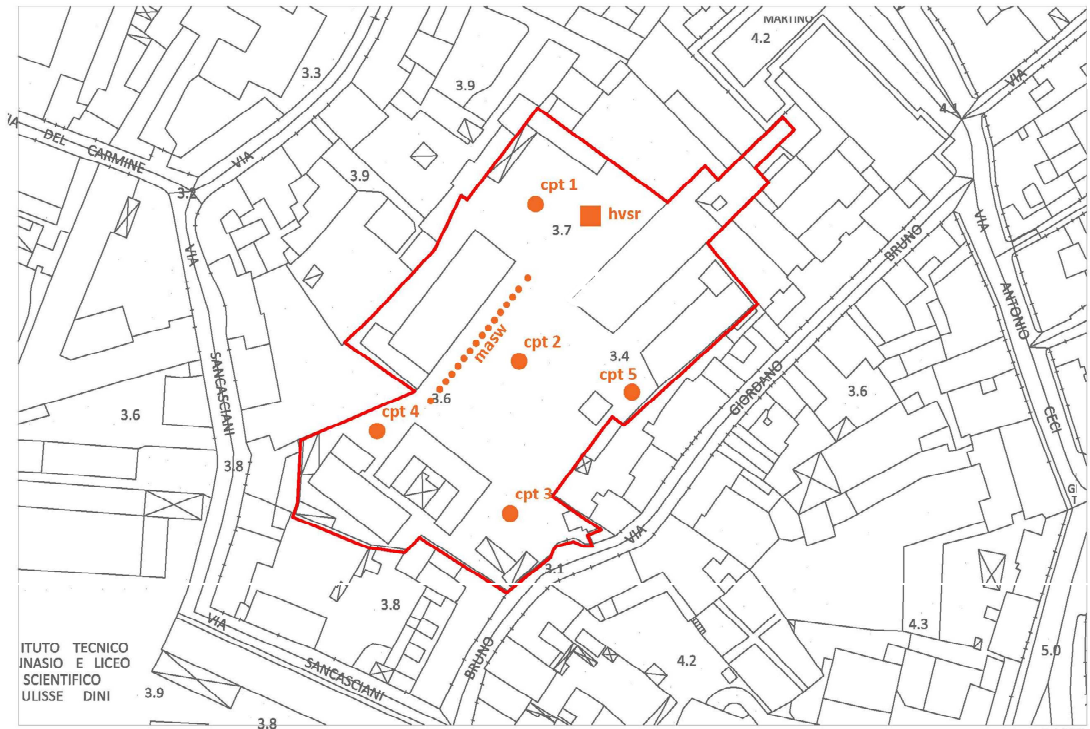 MARTINO
4.2
3.3
3.9
VIA
4.1
DEL CARMINE
VIA
3.2
3.9
cpt 1
hvsr
3.7
VIA
BRUNO
VIA
ANTONIO
CECI
masw
cpt 2
3.4
cpt 5
GIORDANO
3.6
SANCASCIANI
3.6
3.6
cpt 4
3.8
cpt 3
G
T
VIA
3.1
3.8
VIA
SANCASCIANI
BRUNO
4.2
4.3
5.0
ITUTO TECNICO
INASIO E LICEO
SCIENTIFICO
ULISSE DINI
3.9
3.8